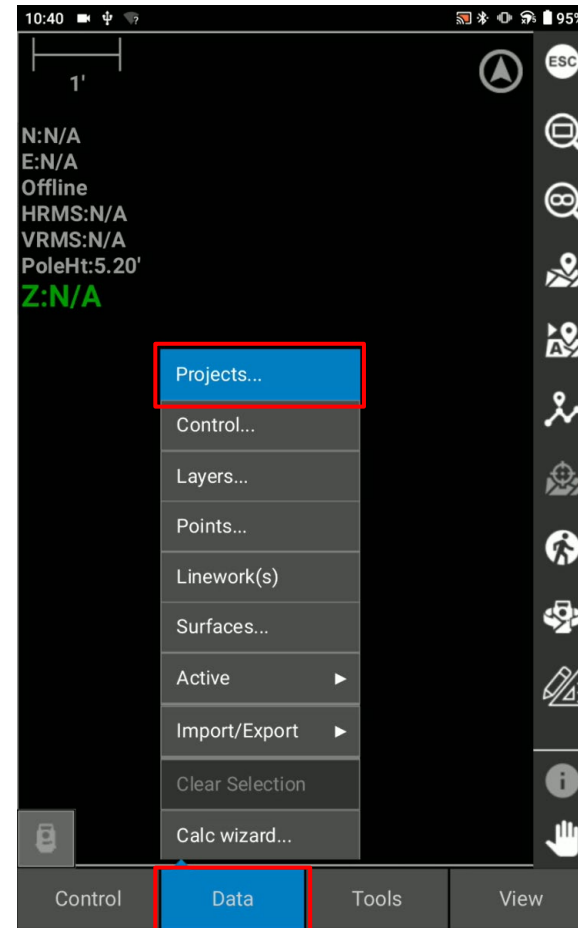 10:40
95%
1'
ESC
N:N/A
E:N/A
Offline
HRMS:N/A
VRMS:N/A
PoleHt:5.20'
Z:N/A
A
Projects...
Control...
Layers...
Points...
Linework(s)
Surfaces...
Active
Import/Export
Clear Selection
Calc wizard...
Control Data Tools View